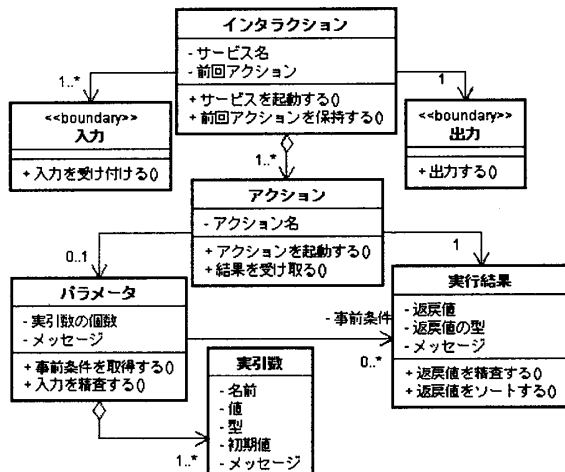 インタラクション
- サービス名
- 前回アクション
+ サービスを起動する()
+ 前回アクションを保持する()
1..*
1
<<boundary>>
入力
+ 入力を受け付ける()
<<boundary>>
出力
+ 出力する()
1..*
アクション
- アクション名
+ アクションを起動する()
+ 結果を受け取る()
0..1
1
パラメータ
- 実引数の個数
- メッセージ
+ 事前条件を取得する()
+ 入力を精査する()
- 事前条件
0..*
実行結果
- 返戻値
- 返戻値の型
- メッセージ
+ 返戻値を精査する()
+ 返戻値をソートする()
1..*
実引数
- 名前
- 値
- 型
- 初期値
- メッセージ